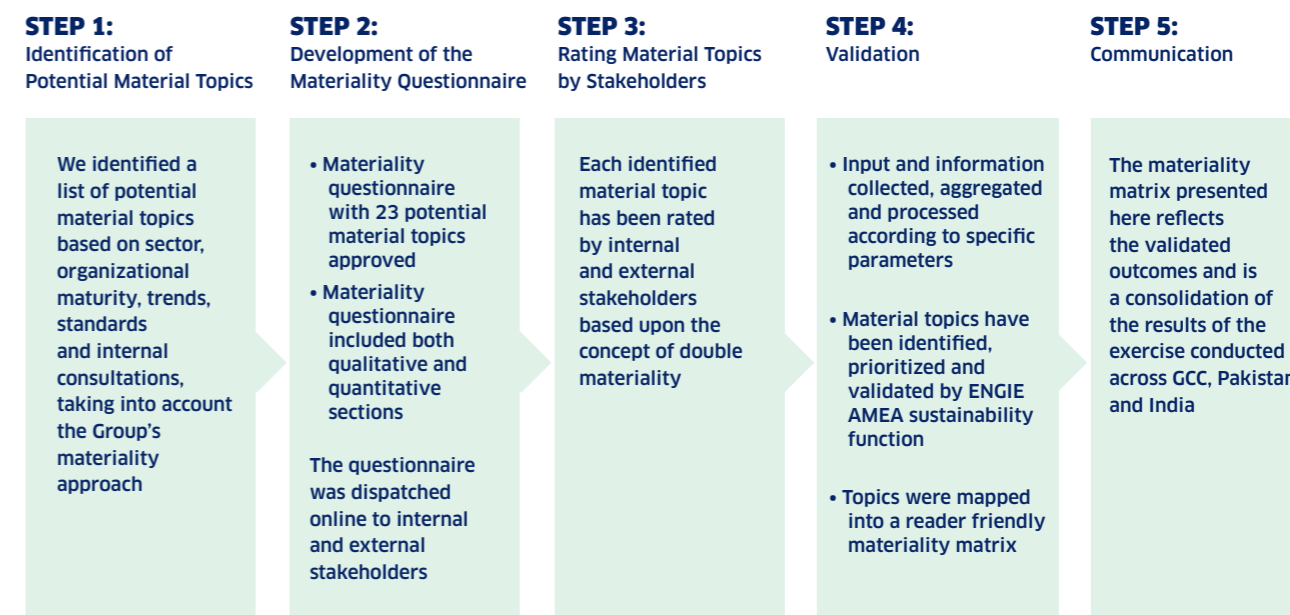 STEP 1:
Identification of
Potential Material Topics
We identified a
list of potential
material topics
based on sector,
organizational
maturity, trends,
standards
and internal
consultations,
taking into account
the Group's
materiality
approach
STEP 2:
Development of the
Materiality Questionnaire
• Materiality
questionnaire
with 23 potential
material topics
approved
• Materiality
questionnaire
included both
qualitative and
quantitative
sections
The questionnaire
was dispatched
online to internal
and external
stakeholders
STEP 3:
Rating Material Topics
by Stakeholders
Each identified
material topic
has been rated
by internal
and external
stakeholders
based upon the
concept of double
materiality
STEP 4:
Validation
• Input and information
collected, aggregated
and processed
according to specific
parameters
• Material topics have
been identified,
prioritized and
validated by ENGIE
AMEA sustainability
function
• Topics were mapped
into a reader friendly
materiality matrix
STEP 5:
Communication
The materiality
matrix presented
here reflects
the validated
outcomes and is
a consolidation of
the results of the
exercise conducted
across GCC, Pakistan
and India